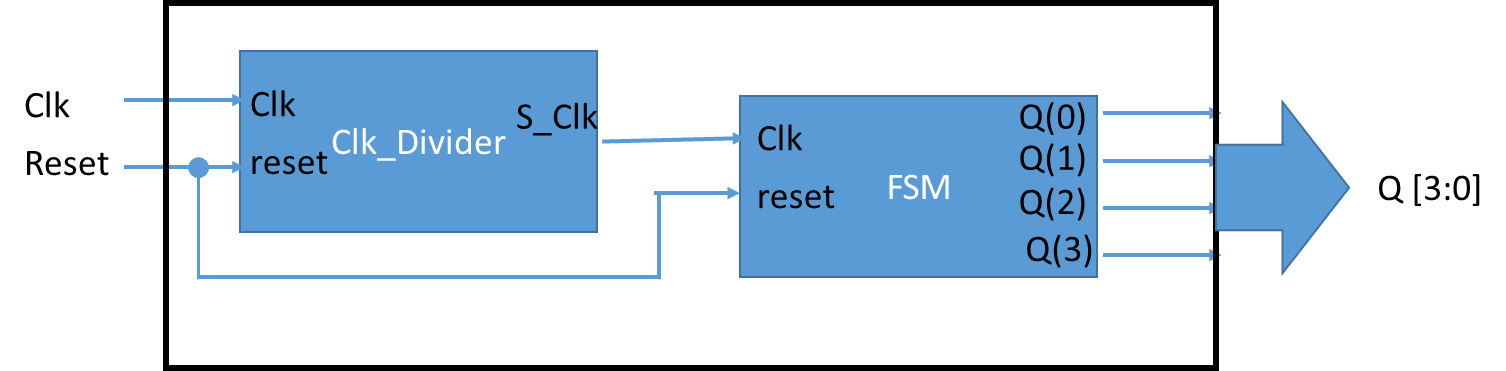 Clk
Reset
Clk
reset
Clk_Divider
S_Clk
Clk
reset
FSM
Q(0)
Q(1)
Q(2)
Q(3)
Q [3:0]